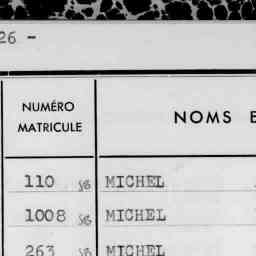 26 -
NUMÉRO MATRICULE
NOMS E
110 MICHEL
1008 MICHEL
263 MICHEL